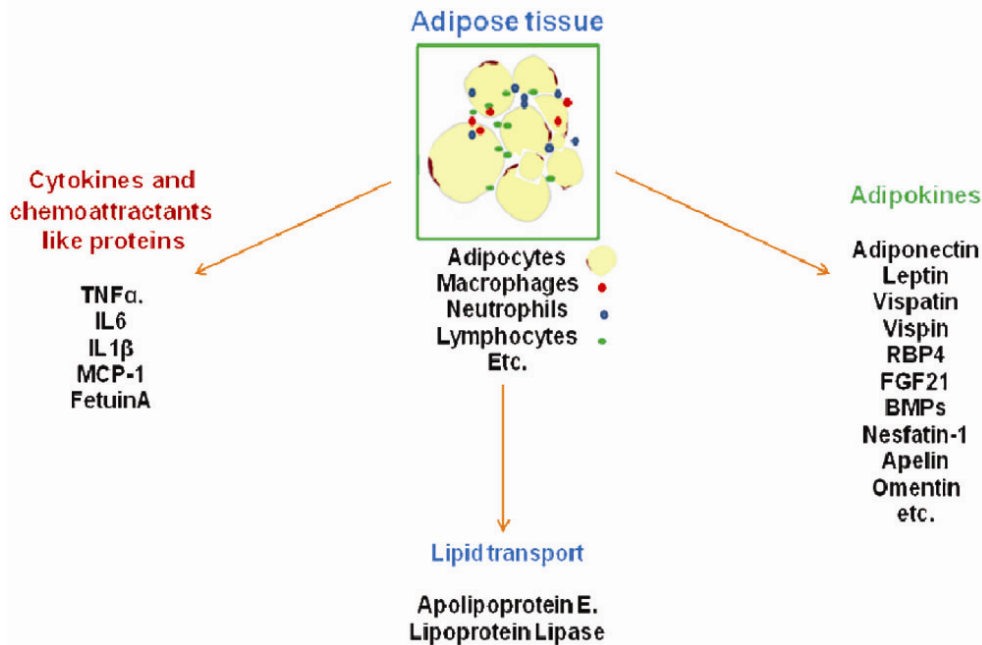 Adipose tissue
Cytokines and
chemoattractants
like proteins
TNFα.
IL6
IL1β
MCP-1
FetuinA
Adipocytes
Macrophages
Neutrophils
Lymphocytes
Etc.
Adipokines
Adiponectin
Leptin
Vispatin
Vispin
RBP4
FGF21
BMPs
Nesfatin-1
Apelin
Omentin
etc.
Lipid transport
Apolipoprotein E.
Lipoprotein Lipase